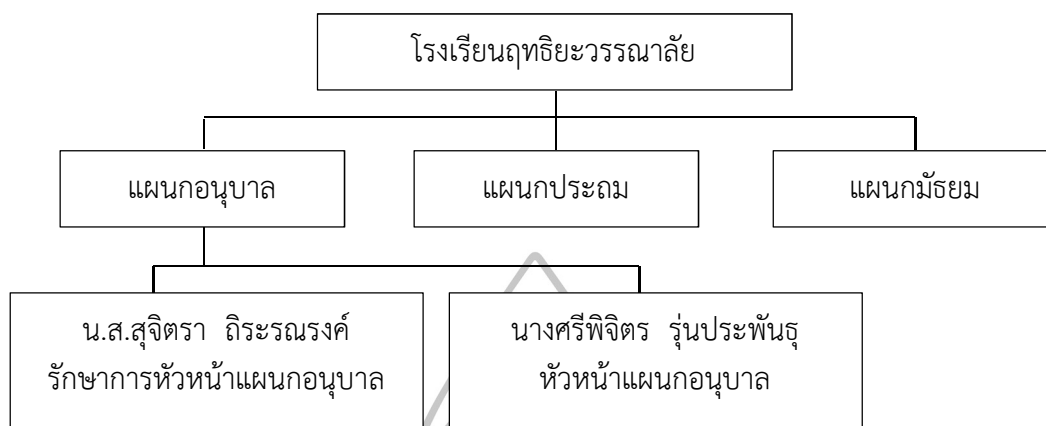 โรงเรียนฤทธิยะวรรณาลัย
แผนกอนุบาล
แผนกประถม
แผนกมัธยม
น.ส.สุจิตรา ถิระรณรงค์
รักษาการหัวหน้าแผนกอนุบาล
นางศรีพิจิตร รุ่นประพันธุ
หัวหน้าแผนกอนุบาล